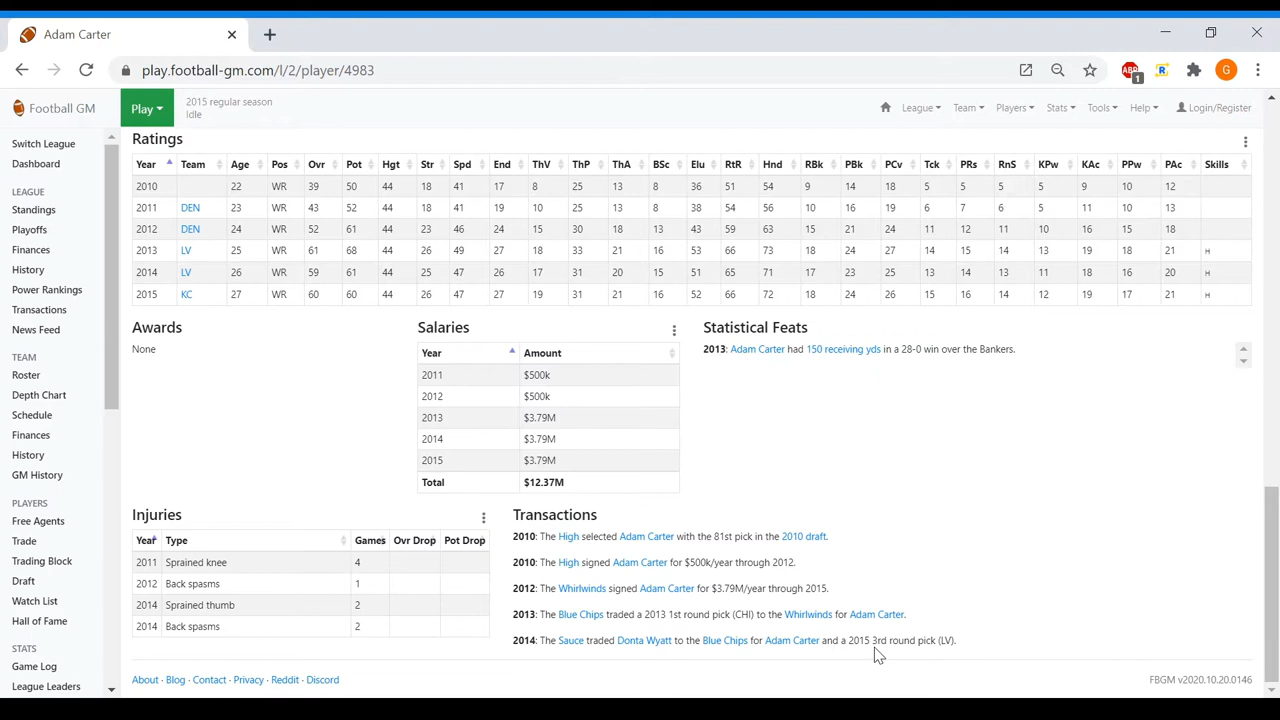 Adam Carter
play.football-gm.com/l/2/player/4983
ABP
1
R
G
Football GM
Play
2015 regular season
Idle
League
Team
Players
Stats
Tools
Help
Login/Register
Switch League
Dashboard
LEAGUE
Standings
Playoffs
Finances
History
Power Rankings
Transactions
News Feed
TEAM
Roster
Depth Chart
Schedule
Finances
History
GM History
PLAYERS
Free Agents
Trade
Trading Block
Draft
Watch List
Hall of Fame
STATS
Game Log
League Leaders
Ratings
Year Team Age Pos Ovr Pot Hgt Str Spd End ThV ThP ThA BSc Elu RtR Hnd RBk PBk PCv Tck PRs RnS KPw KAc PPw PAc Skills
2010 22 WR 39 50 44 18 41 17 8 25 13 8 36 51 54 9 14 18 5 5 5 5 9 10 12
2011 DEN 23 WR 43 52 44 18 41 19 10 25 13 8 38 54 56 10 16 19 6 7 6 5 11 10 13
2012 DEN 24 WR 52 61 44 23 46 24 15 30 18 13 43 59 63 15 21 24 11 12 11 10 16 15 18
2013 LV 25 WR 61 68 44 26 49 27 18 33 21 16 53 66 73 18 24 27 14 15 14 13 19 18 21 H
2014 LV 26 WR 59 61 44 25 47 26 17 31 20 15 51 65 71 17 23 25 13 14 13 11 18 16 20 H
2015 KC 27 WR 60 60 44 26 47 27 19 31 21 16 52 66 72 18 24 26 15 16 14 12 19 17 21 H
Awards
None
Salaries
Year Amount
2011 $500k
2012 $500k
2013 $3.79M
2014 $3.79M
2015 $3.79M
Total $12.37M
Statistical Feats
2013: Adam Carter had 150 receiving yds in a 28-0 win over the Bankers.
Injuries
Year Type Games Ovr Drop Pot Drop
2011 Sprained knee 4
2012 Back spasms 1
2014 Sprained thumb 2
2014 Back spasms 2
Transactions
2010: The High selected Adam Carter with the 81st pick in the 2010 draft.
2010: The High signed Adam Carter for $500k/year through 2012.
2012: The Whirlwinds signed Adam Carter for $3.79M/year through 2015.
2013: The Blue Chips traded a 2013 1st round pick (CHI) to the Whirlwinds for Adam Carter.
2014: The Sauce traded Donta Wyatt to the Blue Chips for Adam Carter and a 2015 3rd round pick (LV).
About · Blog · Contact · Privacy · Reddit · Discord
FBGM v2020.10.20.0146